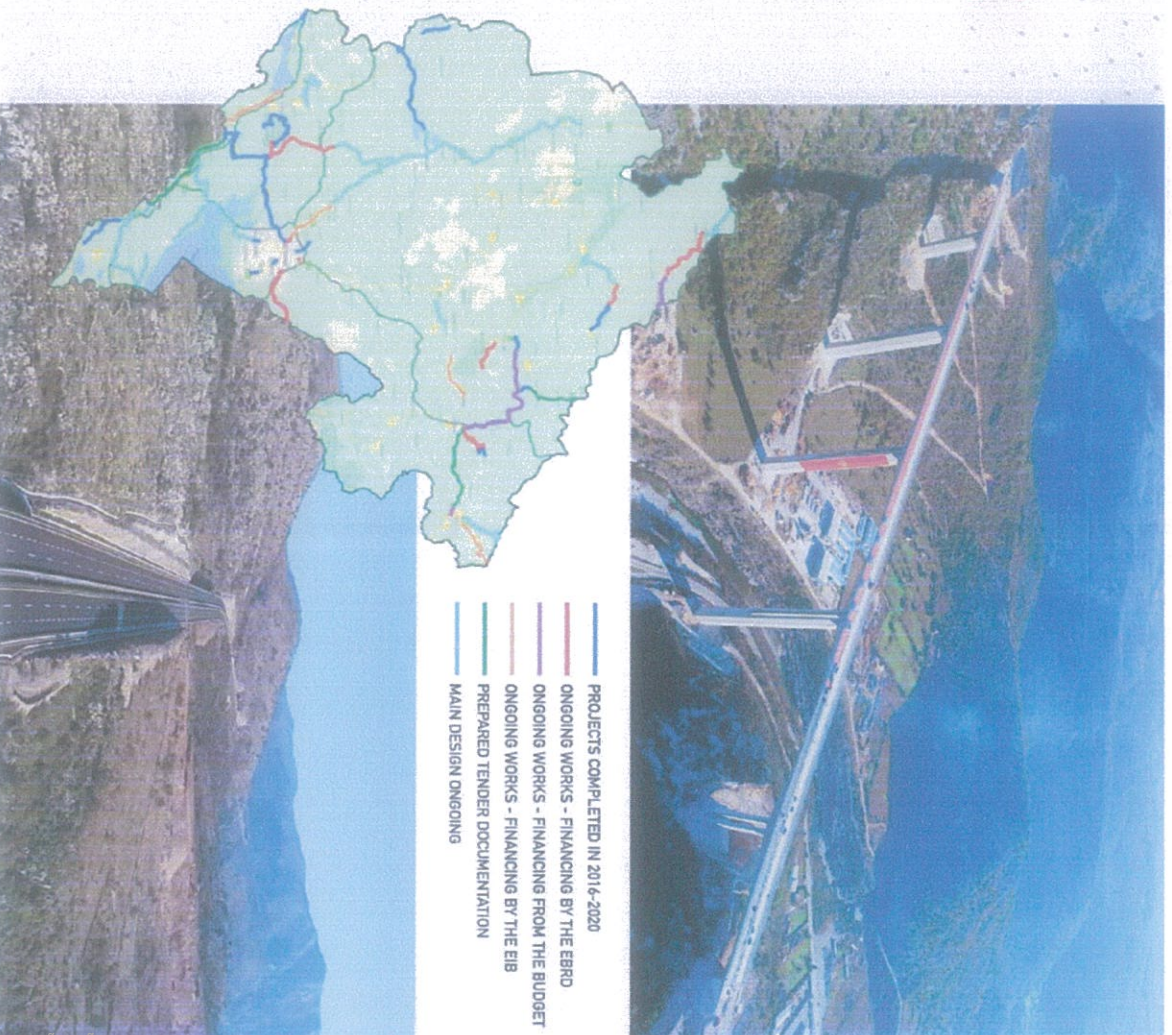 PROJECTS COMPLETED IN 2016-2020
ONGOING WORKS - FINANCING BY THE EBRD
ONGOING WORKS - FINANCING FROM THE BUDGET
ONGOING WORKS - FINANCING BY THE EIB
PREPARED TENDER DOCUMENTATION
MAIN DESIGN ONGOING